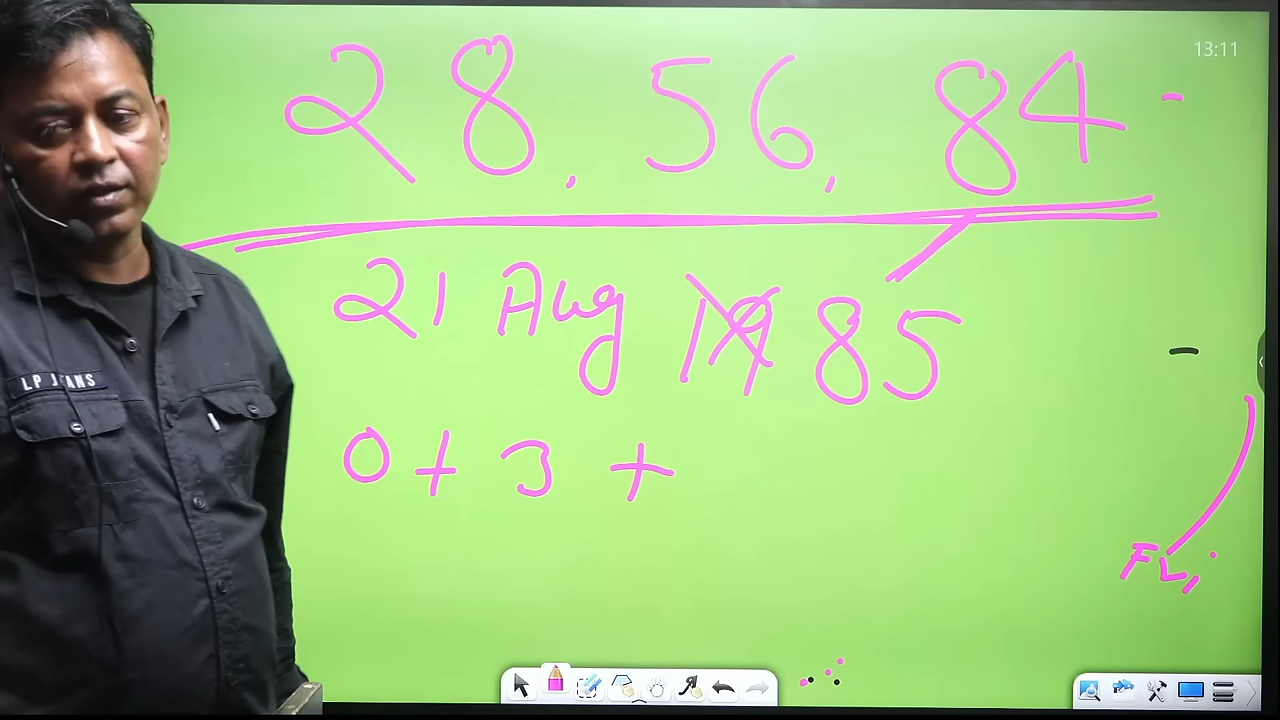 13:11
28, 56, 84 -
21 Aug 1985
-
0 + 3 +
LP JEANS